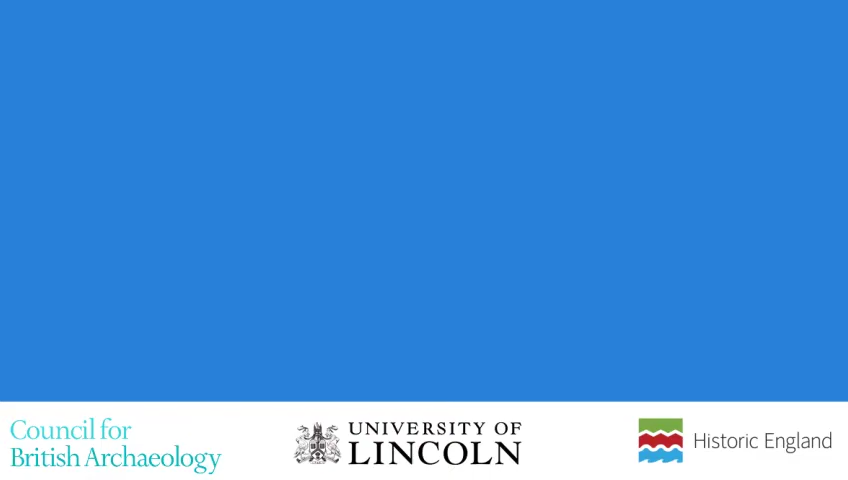 Council for
British Archaeology
UNIVERSITY OF
LINCOLN
Historic England